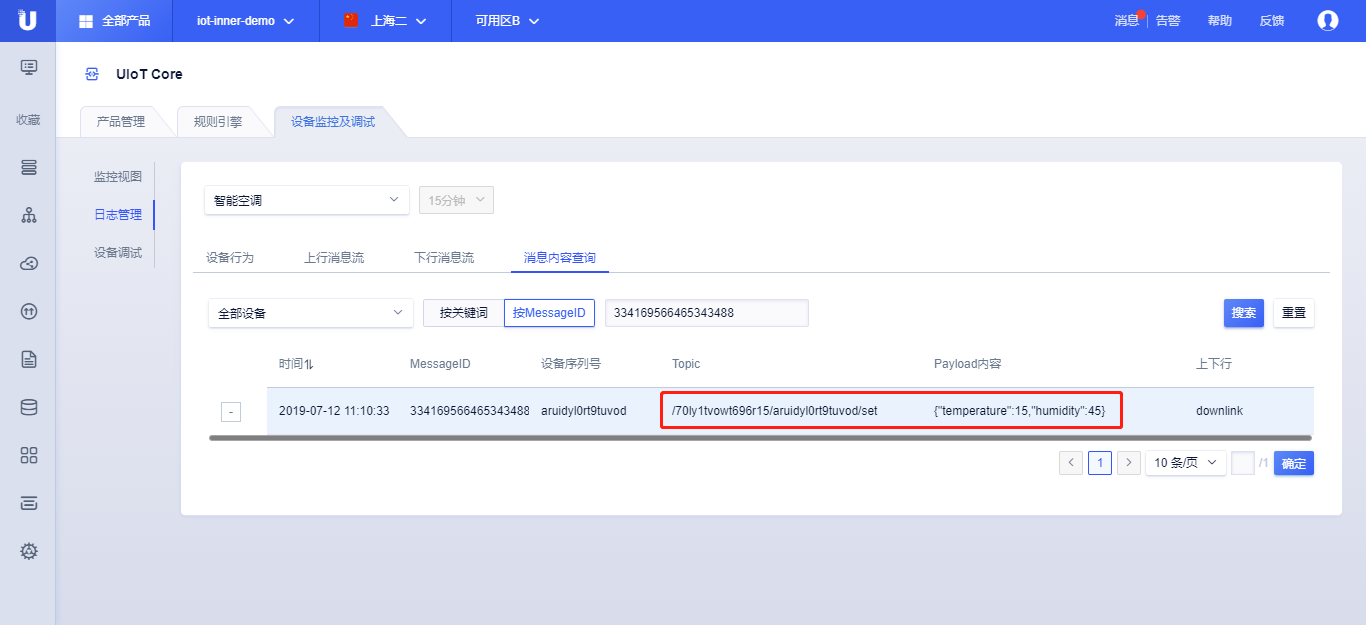 U 全部产品 iot-inner-demo 上海二 可用区B 消息 告警 帮助 反馈
UIoT Core
收藏
产品管理 规则引擎 设备监控及调试
监控视图
日志管理
设备调试
智能空调 15分钟
设备行为 上行消息流 下行消息流 消息内容查询
全部设备 按关键词 按MessageID 334169566465343488 搜索 重置
时间 MessageID 设备序列号 Topic Payload内容 上下行
- 2019-07-12 11:10:33 334169566465343488 aruidyl0rt9tuvod /70ly1tvowt696r15/aruidyl0rt9tuvod/set {"temperature":15,"humidity":45} downlink
1 10 条/页 /1 确定